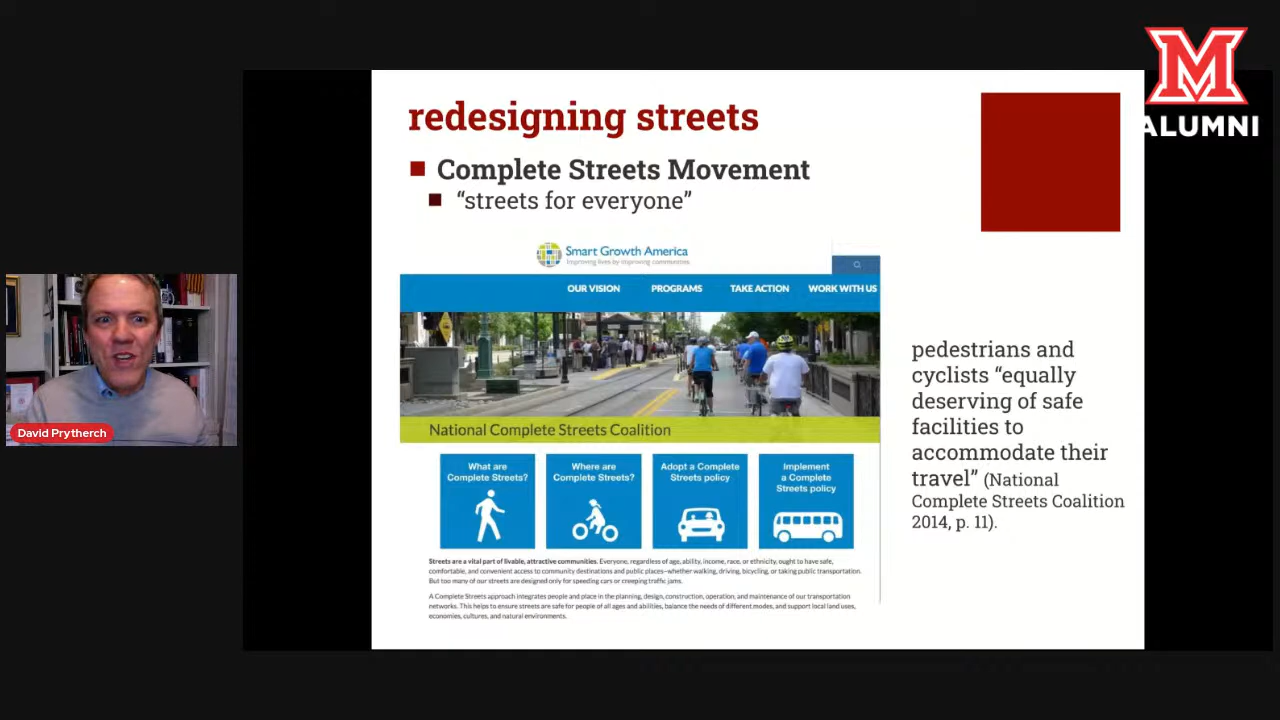 M
ALUMNI
redesigning streets
Complete Streets Movement
“streets for everyone”
Smart Growth America
Improving lives by improving communities
OUR VISION PROGRAMS TAKE ACTION WORK WITH US
National Complete Streets Coalition
What are
Complete Streets?
Where are
Complete Streets?
Adopt a Complete
Streets policy
Implement
a Complete
Streets policy
Streets are a vital part of livable, attractive communities. Everyone, regardless of age, ability, income, race, or ethnicity, ought to have safe,
comfortable, and convenient access to community destinations and public places–whether walking, driving, bicycling, or taking public transportation.
But too many of our streets are designed only for speeding cars or creeping traffic jams.
A Complete Streets approach integrates people and place in the planning, design, construction, operation, and maintenance of our transportation
networks. This helps to ensure streets are safe for people of all ages and abilities, balance the needs of different modes, and support local land uses,
economies, cultures, and natural environments.
pedestrians and
cyclists “equally
deserving of safe
facilities to
accommodate their
travel” (National
Complete Streets Coalition
2014, p. 11).
David Prytherch